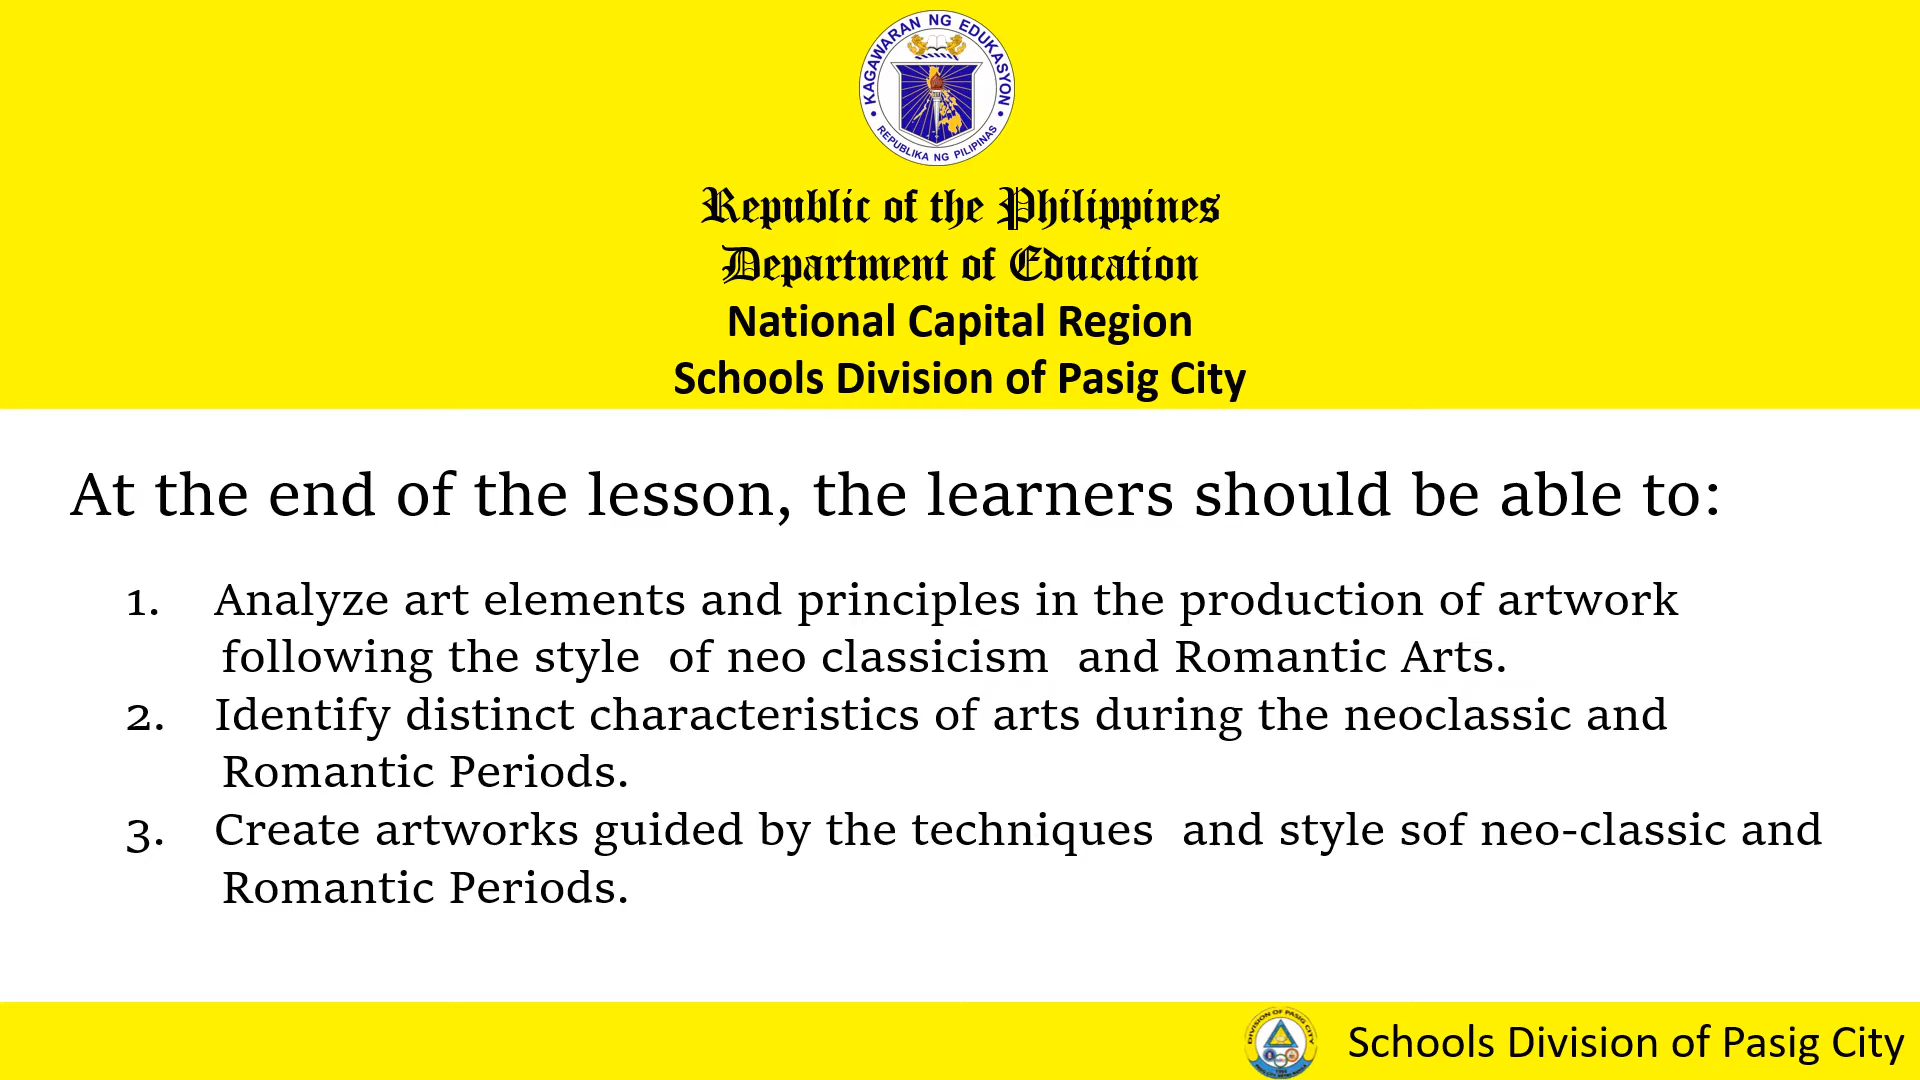 KAGAWARAN NG EDUKASYON
REPUBLIKA NG PILIPINAS
Republic of the Philippines
Department of Education
National Capital Region
Schools Division of Pasig City
At the end of the lesson, the learners should be able to:
1. Analyze art elements and principles in the production of artwork
following the style  of neo classicism  and Romantic Arts.
2. Identify distinct characteristics of arts during the neoclassic and
Romantic Periods.
3. Create artworks guided by the techniques  and style sof neo-classic and
Romantic Periods.
DIVISION OF PASIG CITY
Schools Division of Pasig City